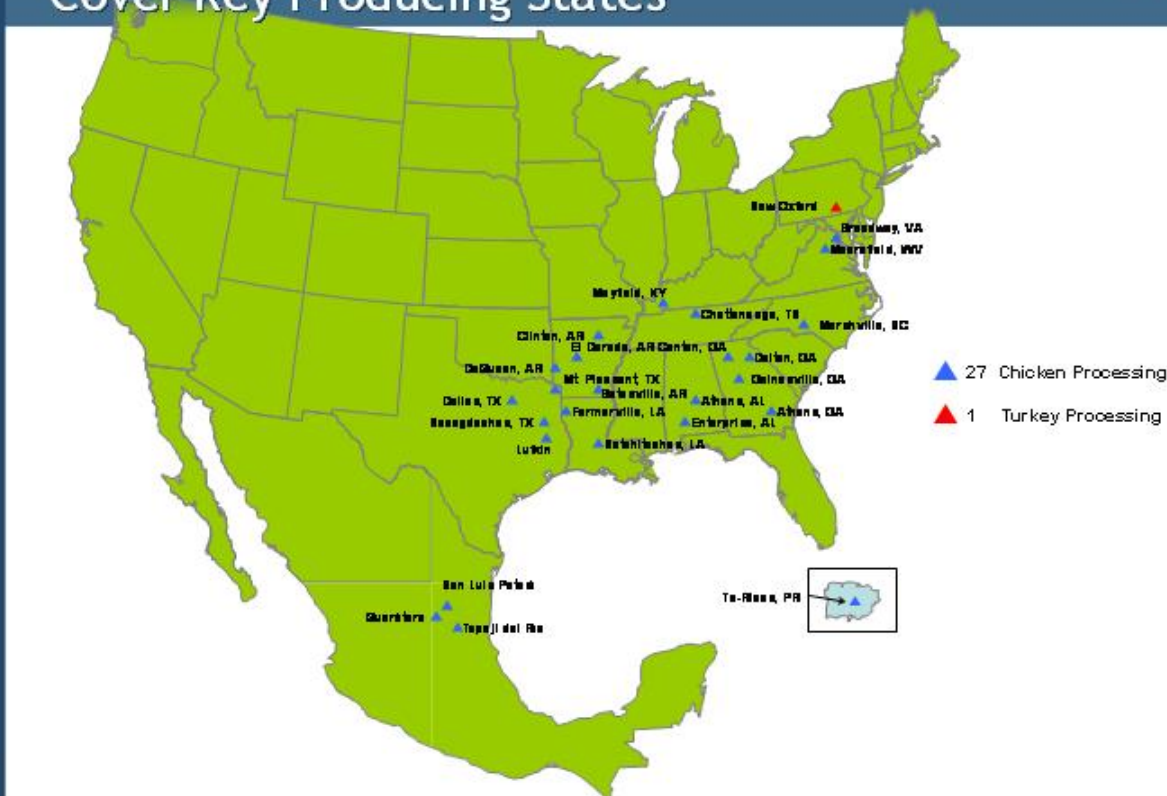 Cover Key Producing States
New Oxford
Broadway, VA
Moorefield, WV
Mayfield, KY
Chattanooga, TN
Marshville, NC
Clinton, AR
El Dorado, AR
Canton, GA
Dalton, GA
DeQueen, AR
Mt Pleasant, TX
Gainesville, GA
Batesville, AR
Dallas, TX
Athens, AL
Farmerville, LA
Athens, GA
Nacogdoches, TX
Enterprise, AL
Natchitoches, LA
Lufkin
27 Chicken Processing
1 Turkey Processing
San Luis Potosi
Querétaro
Tepeji del Rio
PR